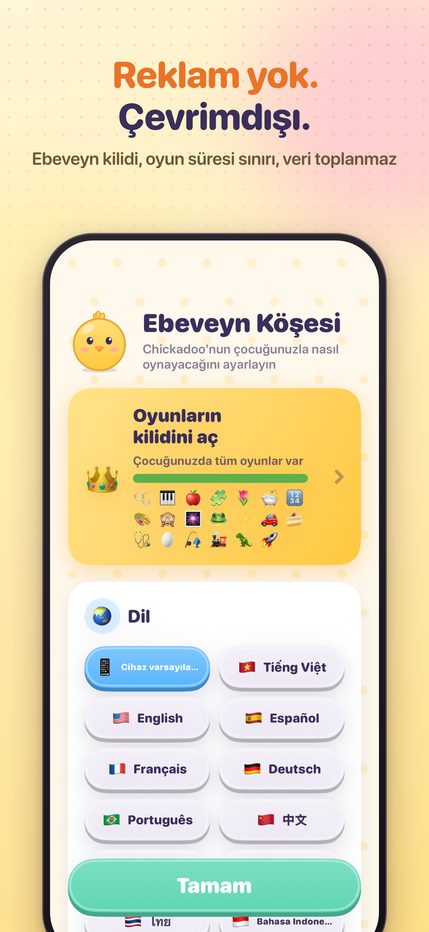 Reklam yok.
Çevrimdışı.
Ebeveyn kilidi, oyun süresi sınırı, veri toplanmaz
Ebeveyn Köşesi
Chickadoo'nun çocuğunuzla nasıl
oynayacağını ayarlayın
Oyunların
kilidini aç
Çocuğunuzda tüm oyunlar var
Dil
Cihaz varsayıla...
Tiếng Việt
English
Español
Français
Deutsch
Português
中文
Tamam
ไทย
Bahasa Indone...